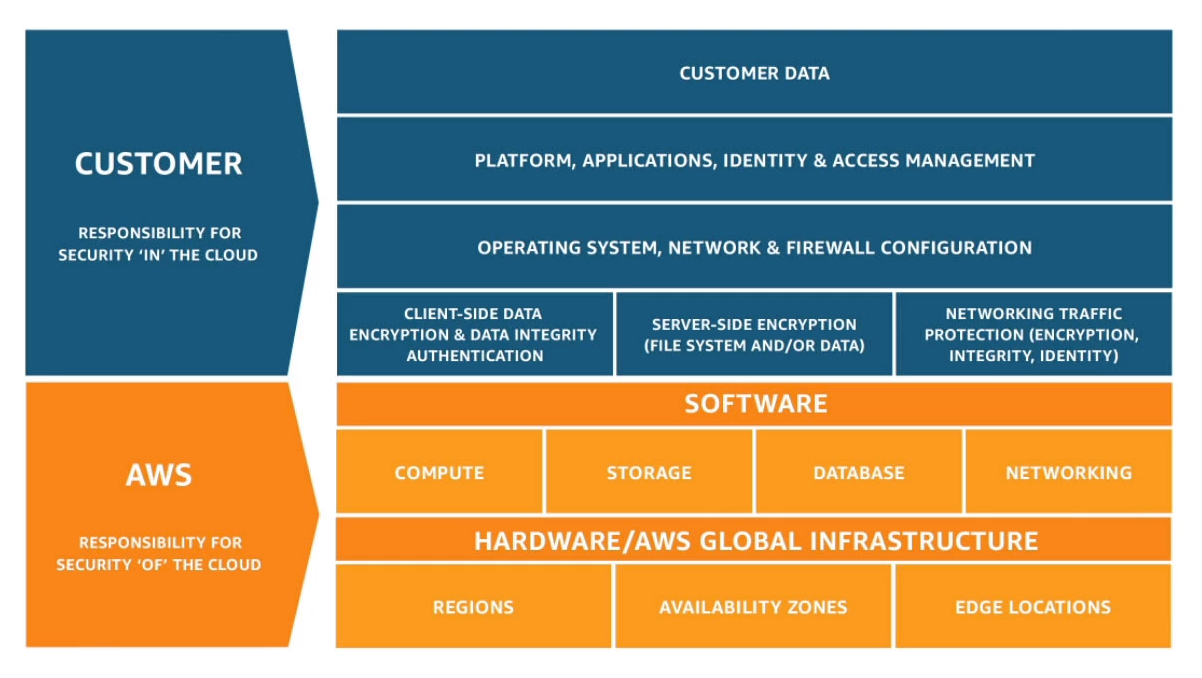 CUSTOMER
RESPONSIBILITY FOR
SECURITY ‘IN’ THE CLOUD
CUSTOMER DATA
PLATFORM, APPLICATIONS, IDENTITY & ACCESS MANAGEMENT
OPERATING SYSTEM, NETWORK & FIREWALL CONFIGURATION
CLIENT-SIDE DATA
ENCRYPTION & DATA INTEGRITY
AUTHENTICATION
SERVER-SIDE ENCRYPTION
(FILE SYSTEM AND/OR DATA)
NETWORKING TRAFFIC
PROTECTION (ENCRYPTION,
INTEGRITY, IDENTITY)
AWS
RESPONSIBILITY FOR
SECURITY ‘OF’ THE CLOUD
SOFTWARE
COMPUTE
STORAGE
DATABASE
NETWORKING
HARDWARE/AWS GLOBAL INFRASTRUCTURE
REGIONS
AVAILABILITY ZONES
EDGE LOCATIONS